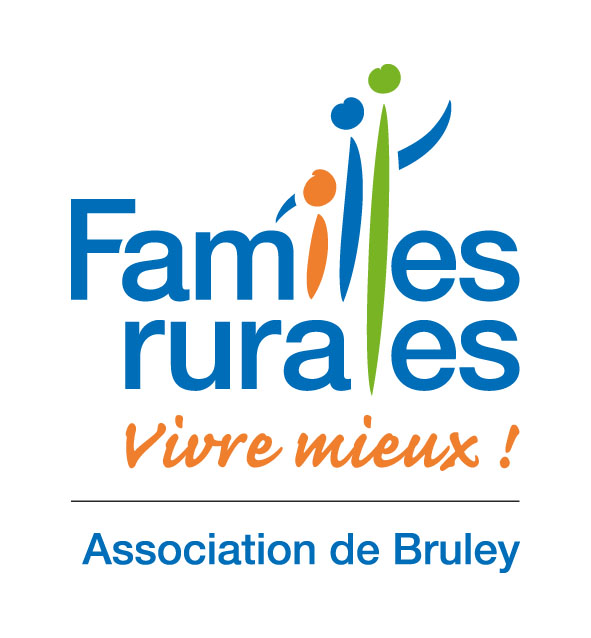 Familles
rurales
Vivre mieux !
Association de Bruley